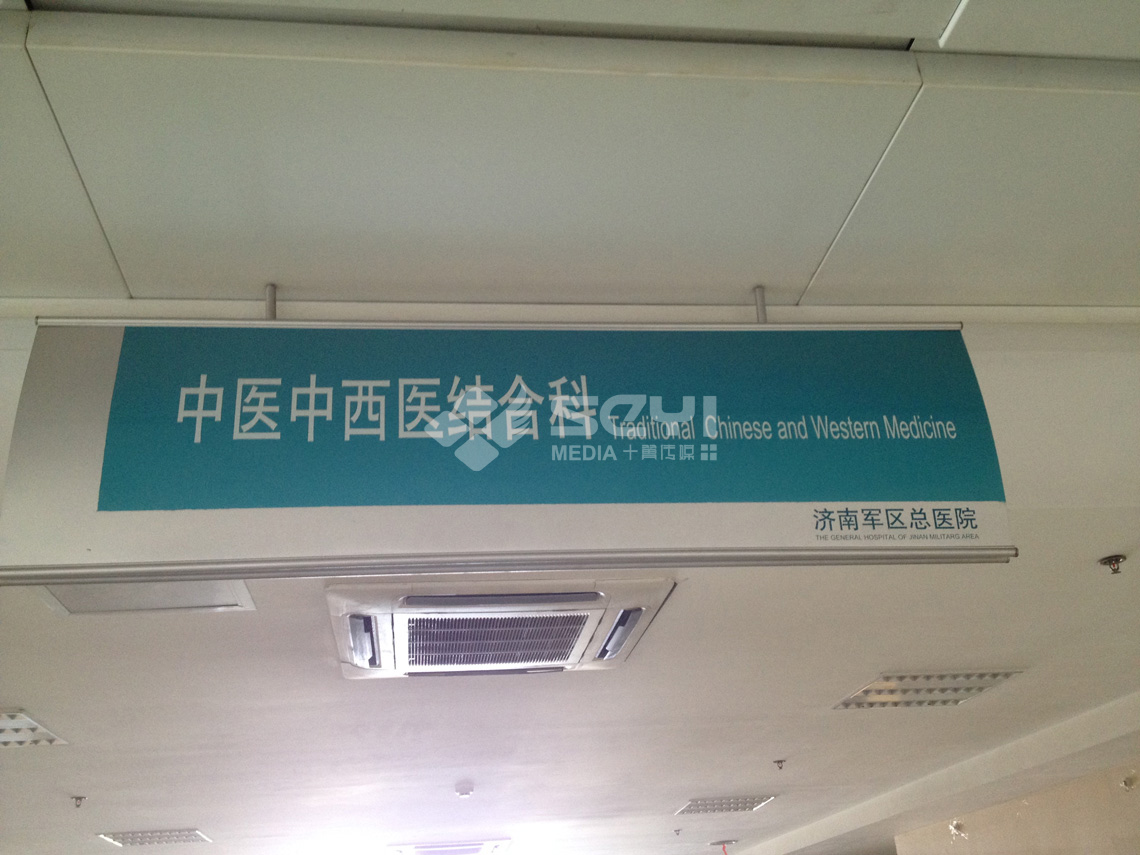 中医中西医结合科 Traditional Chinese and Western Medicine
MEDIA 十首传媒
济南军区总医院
THE GENERAL HOSPITAL OF JINAN MILITARG AREA